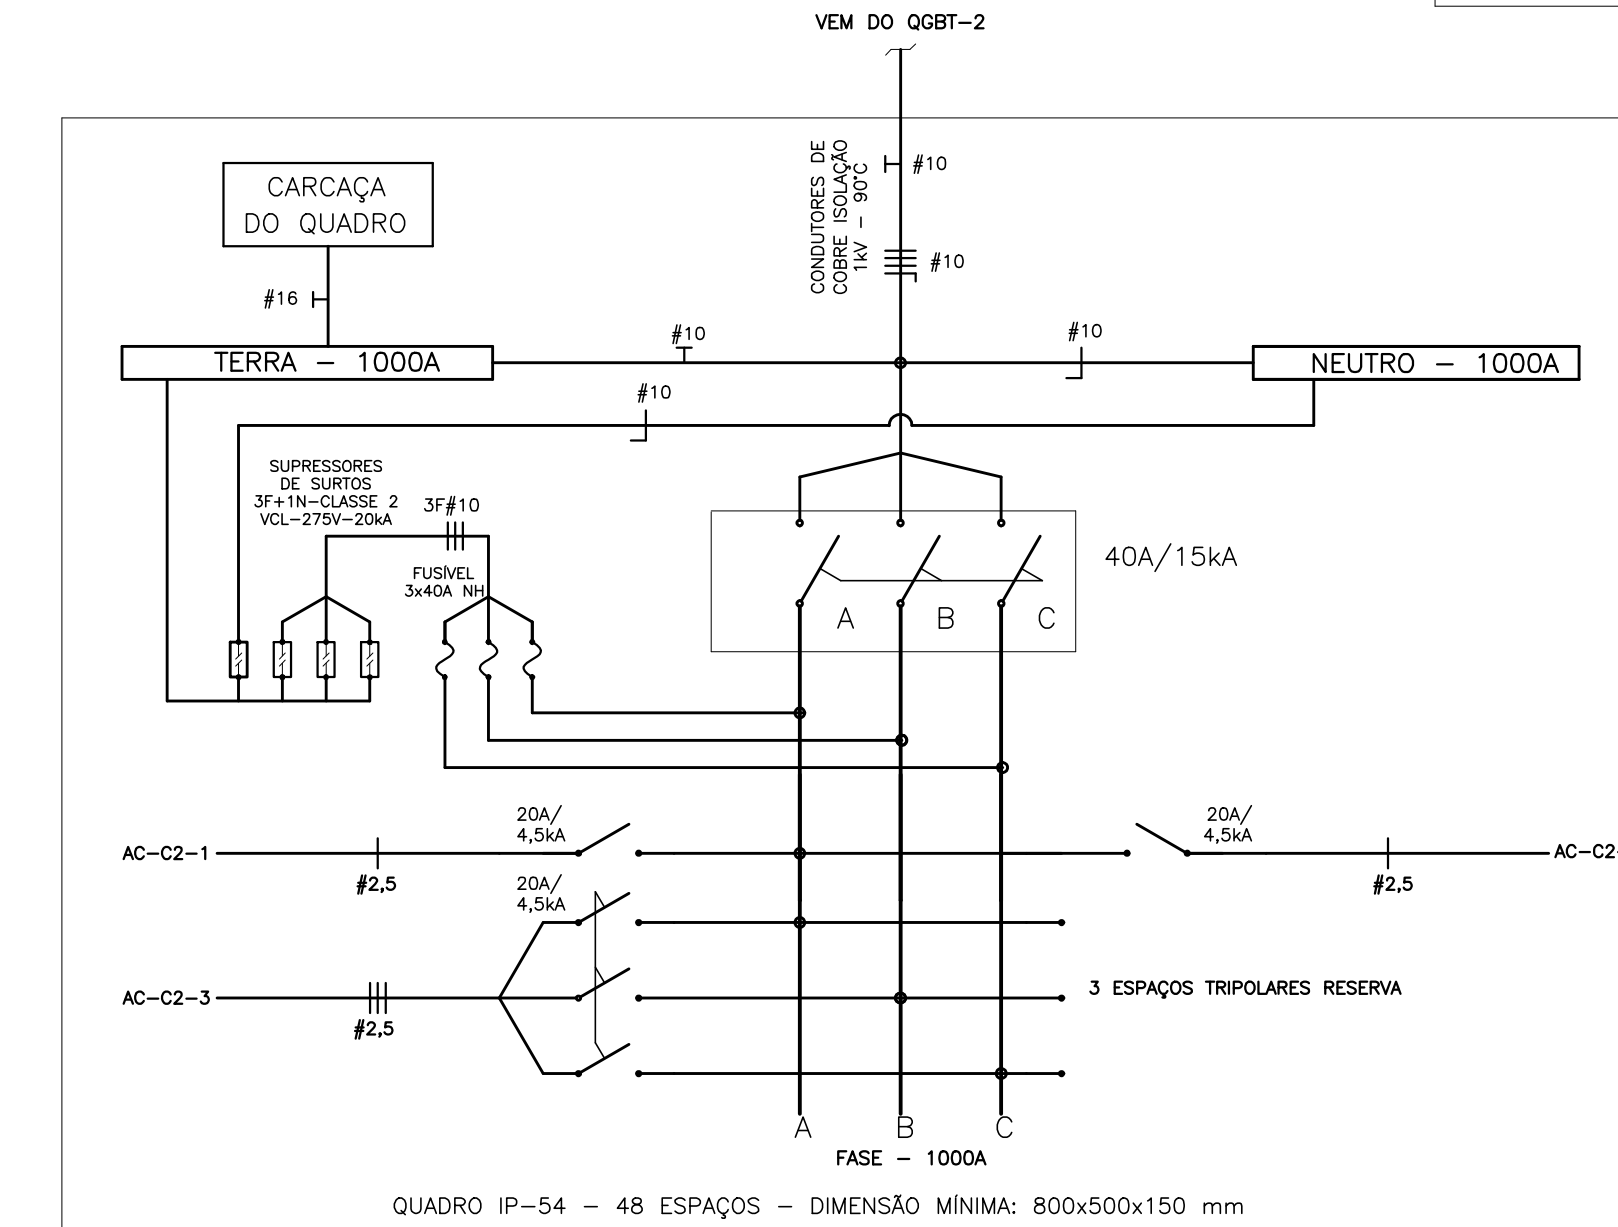 VEM DO QGBT-2
CONDUTORES DE
COBRE ISOLAÇÃO
1kV - 90°C
#10
#10
CARCAÇA
DO QUADRO
#16
TERRA - 1000A
#10
#10
NEUTRO - 1000A
#10
SUPRESSORES
DE SURTOS
3F+1N-CLASSE 2
VCL-275V-20kA
3F#10
FUSÍVEL
3x40A NH
40A/15kA
A
B
C
20A/
4,5kA
AC-C2-1
#2,5
20A/
4,5kA
AC-C2-
#2,5
20A/
4,5kA
AC-C2-3
#2,5
3 ESPAÇOS TRIPOLARES RESERVA
A
B
C
FASE - 1000A
QUADRO IP-54 - 48 ESPAÇOS - DIMENSÃO MÍNIMA: 800x500x150 mm